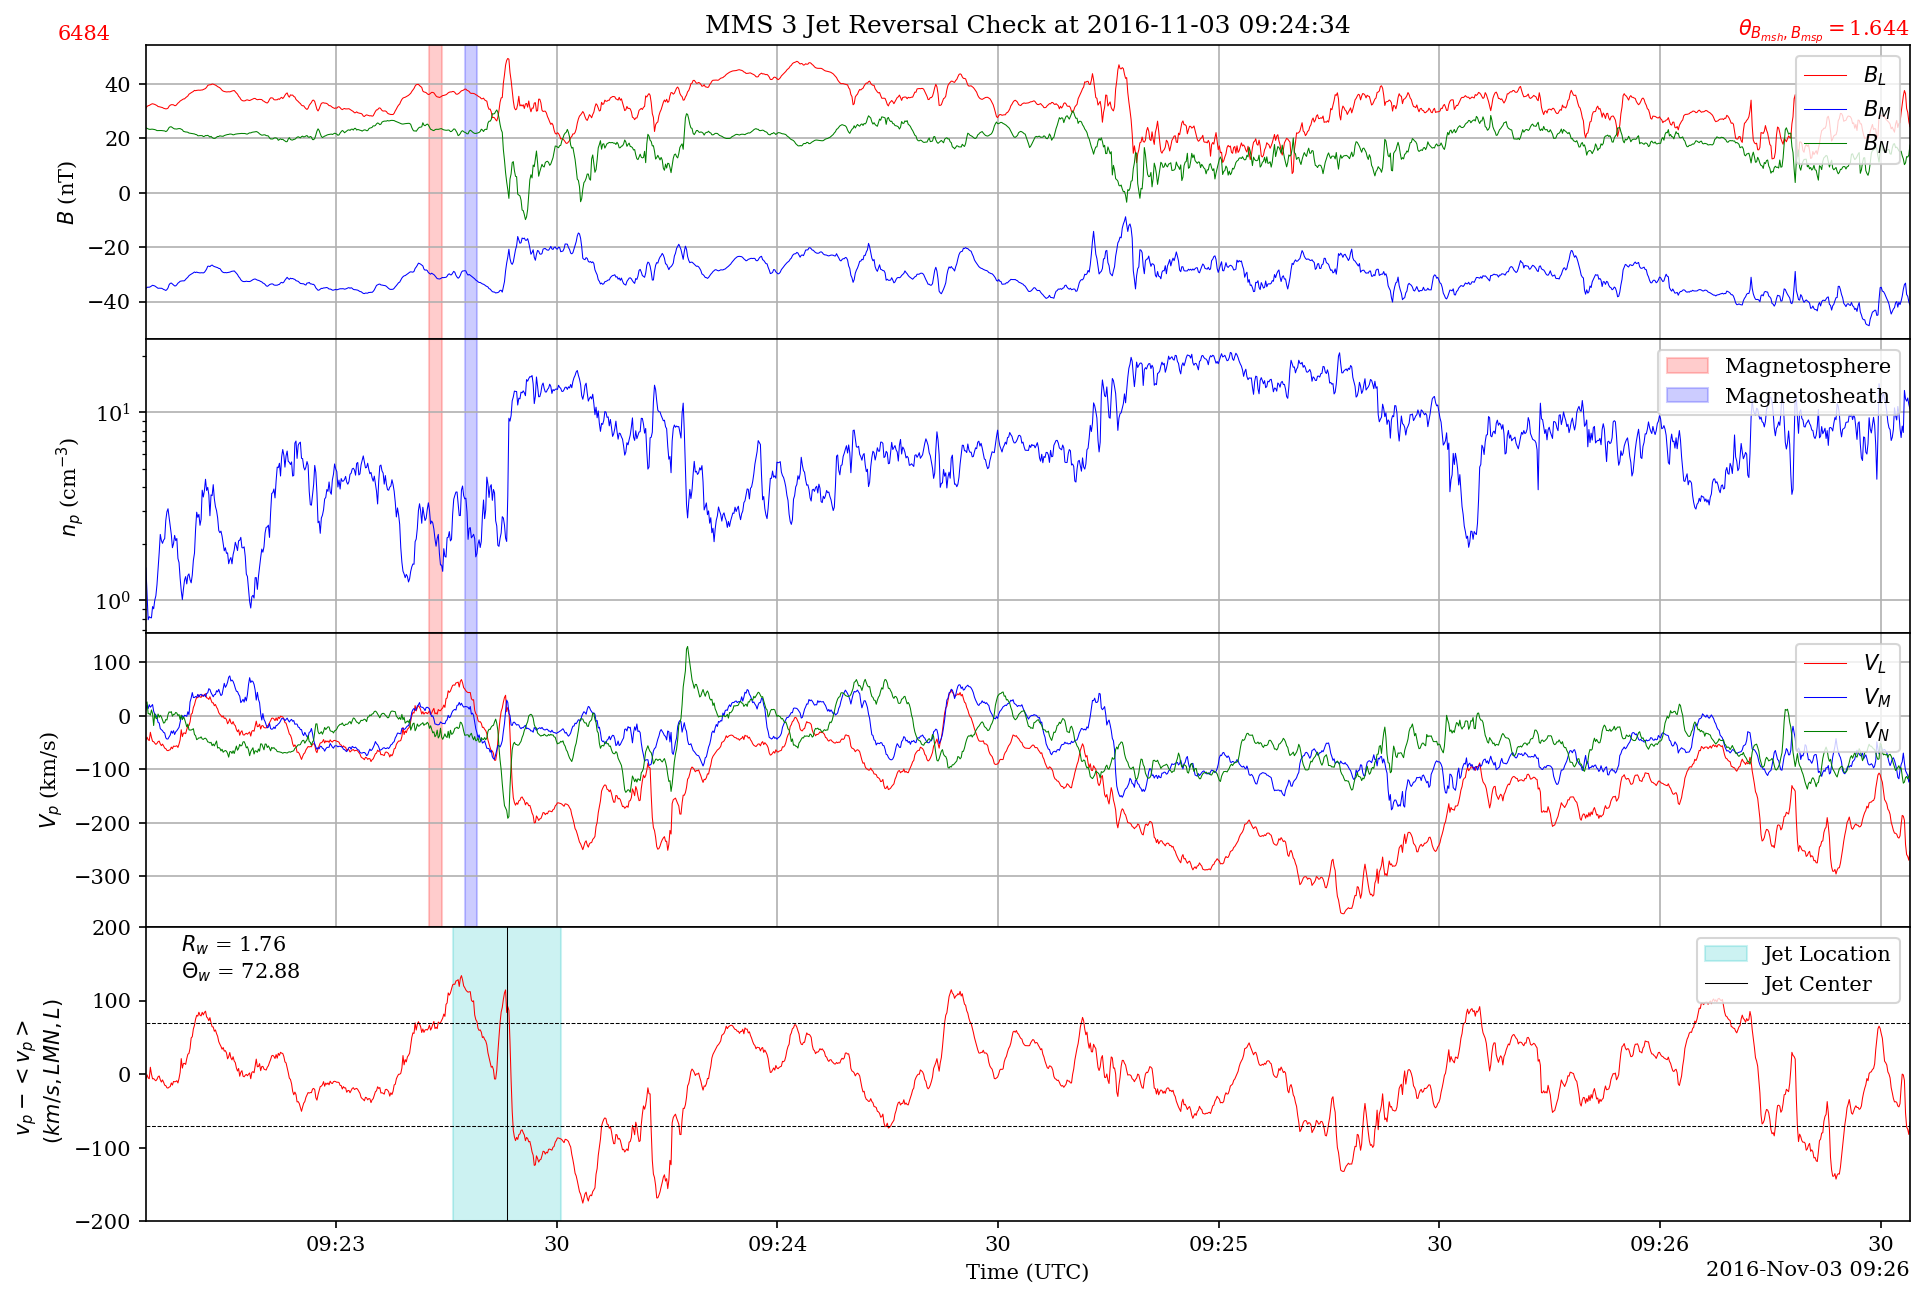 MMS 3 Jet Reversal Check at 2016-11-03 09:24:34
6484
θ_{B_{msh}, B_{msp}} = 1.644
40
20
0
−20
−40
B (nT)
B_L
B_M
B_N
10^1
10^0
n_p (cm^{−3})
Magnetosphere
Magnetosheath
100
0
−100
−200
−300
V_p (km/s)
V_L
V_M
V_N
200
100
0
−100
−200
v_p − < v_p >
(km/s, LMN, L)
R_w = 1.76
Θ_w = 72.88
Jet Location
Jet Center
09:23
30
09:24
30
09:25
30
09:26
30
Time (UTC)
2016-Nov-03 09:26